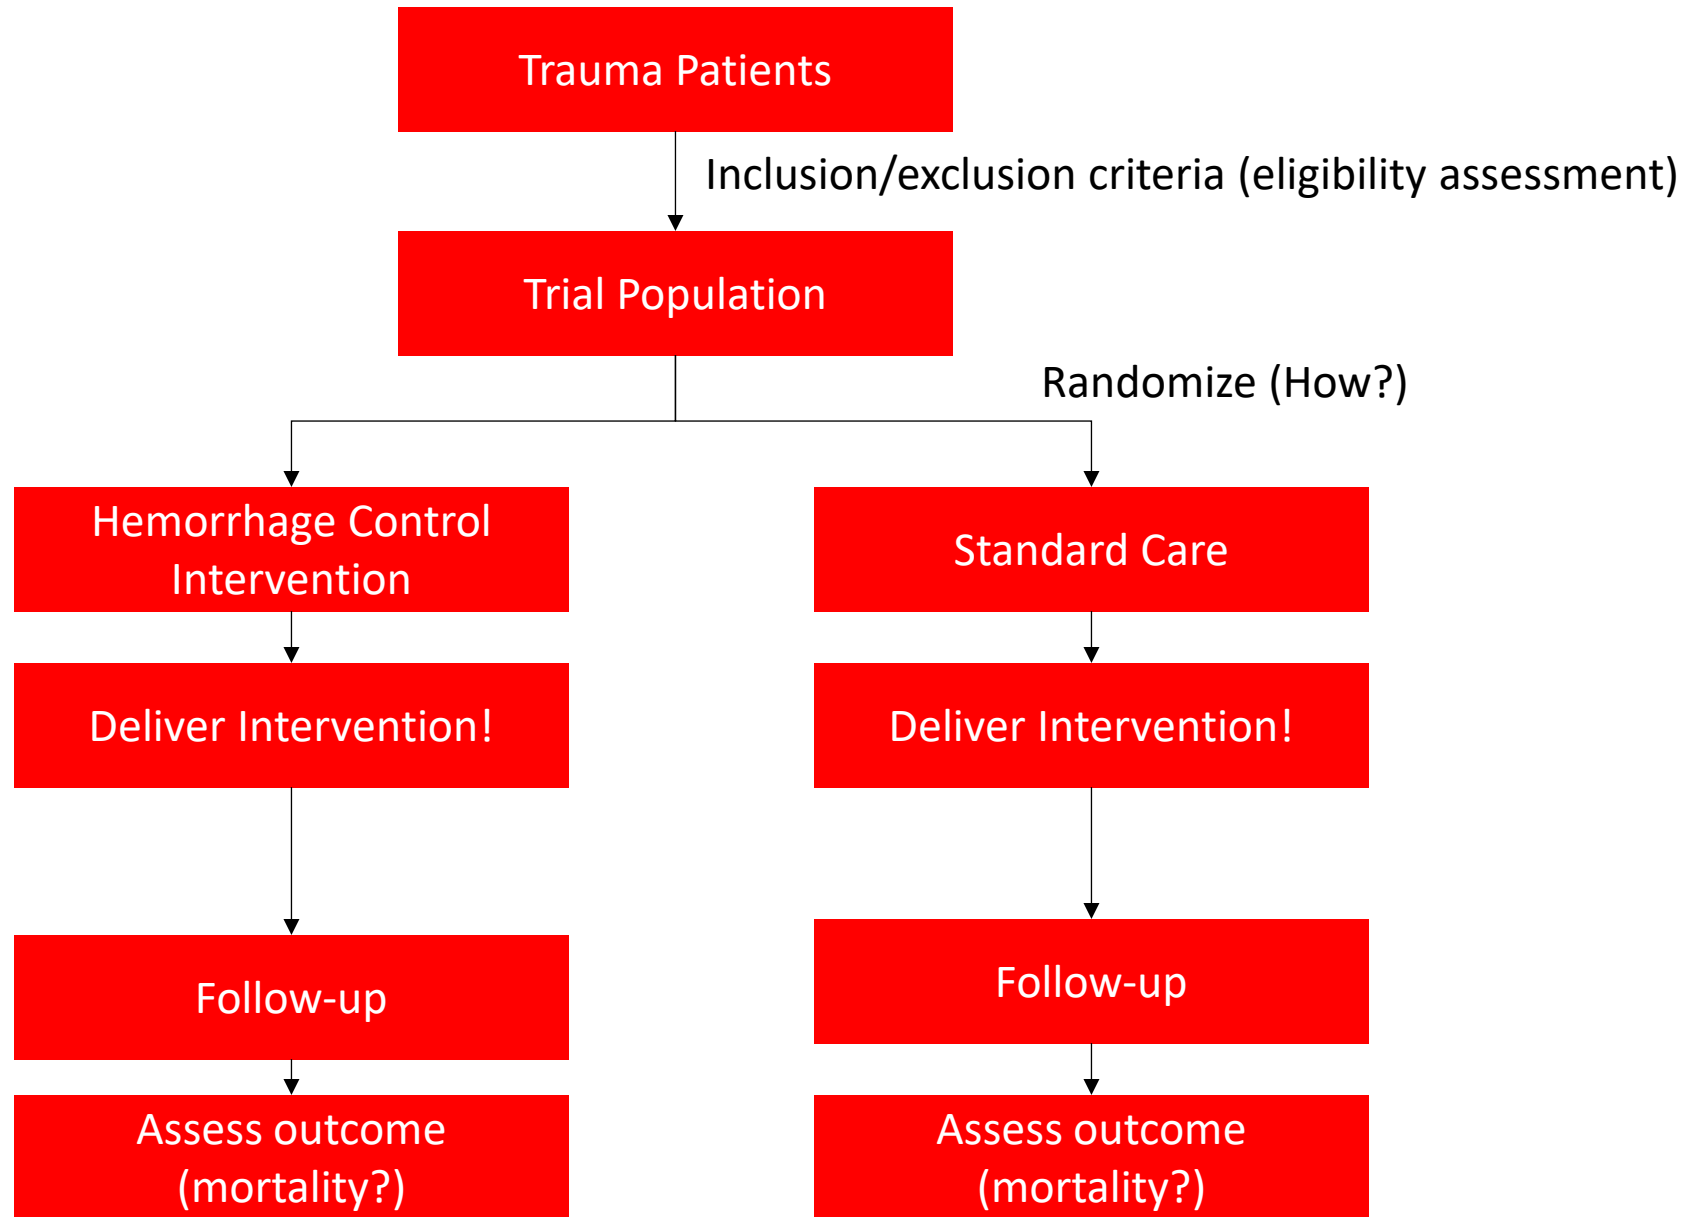 Trauma Patients
Inclusion/exclusion criteria (eligibility assessment)
Trial Population
Randomize (How?)
Hemorrhage Control
Intervention
Standard Care
Deliver Intervention!
Deliver Intervention!
Follow-up
Follow-up
Assess outcome
(mortality?)
Assess outcome
(mortality?)